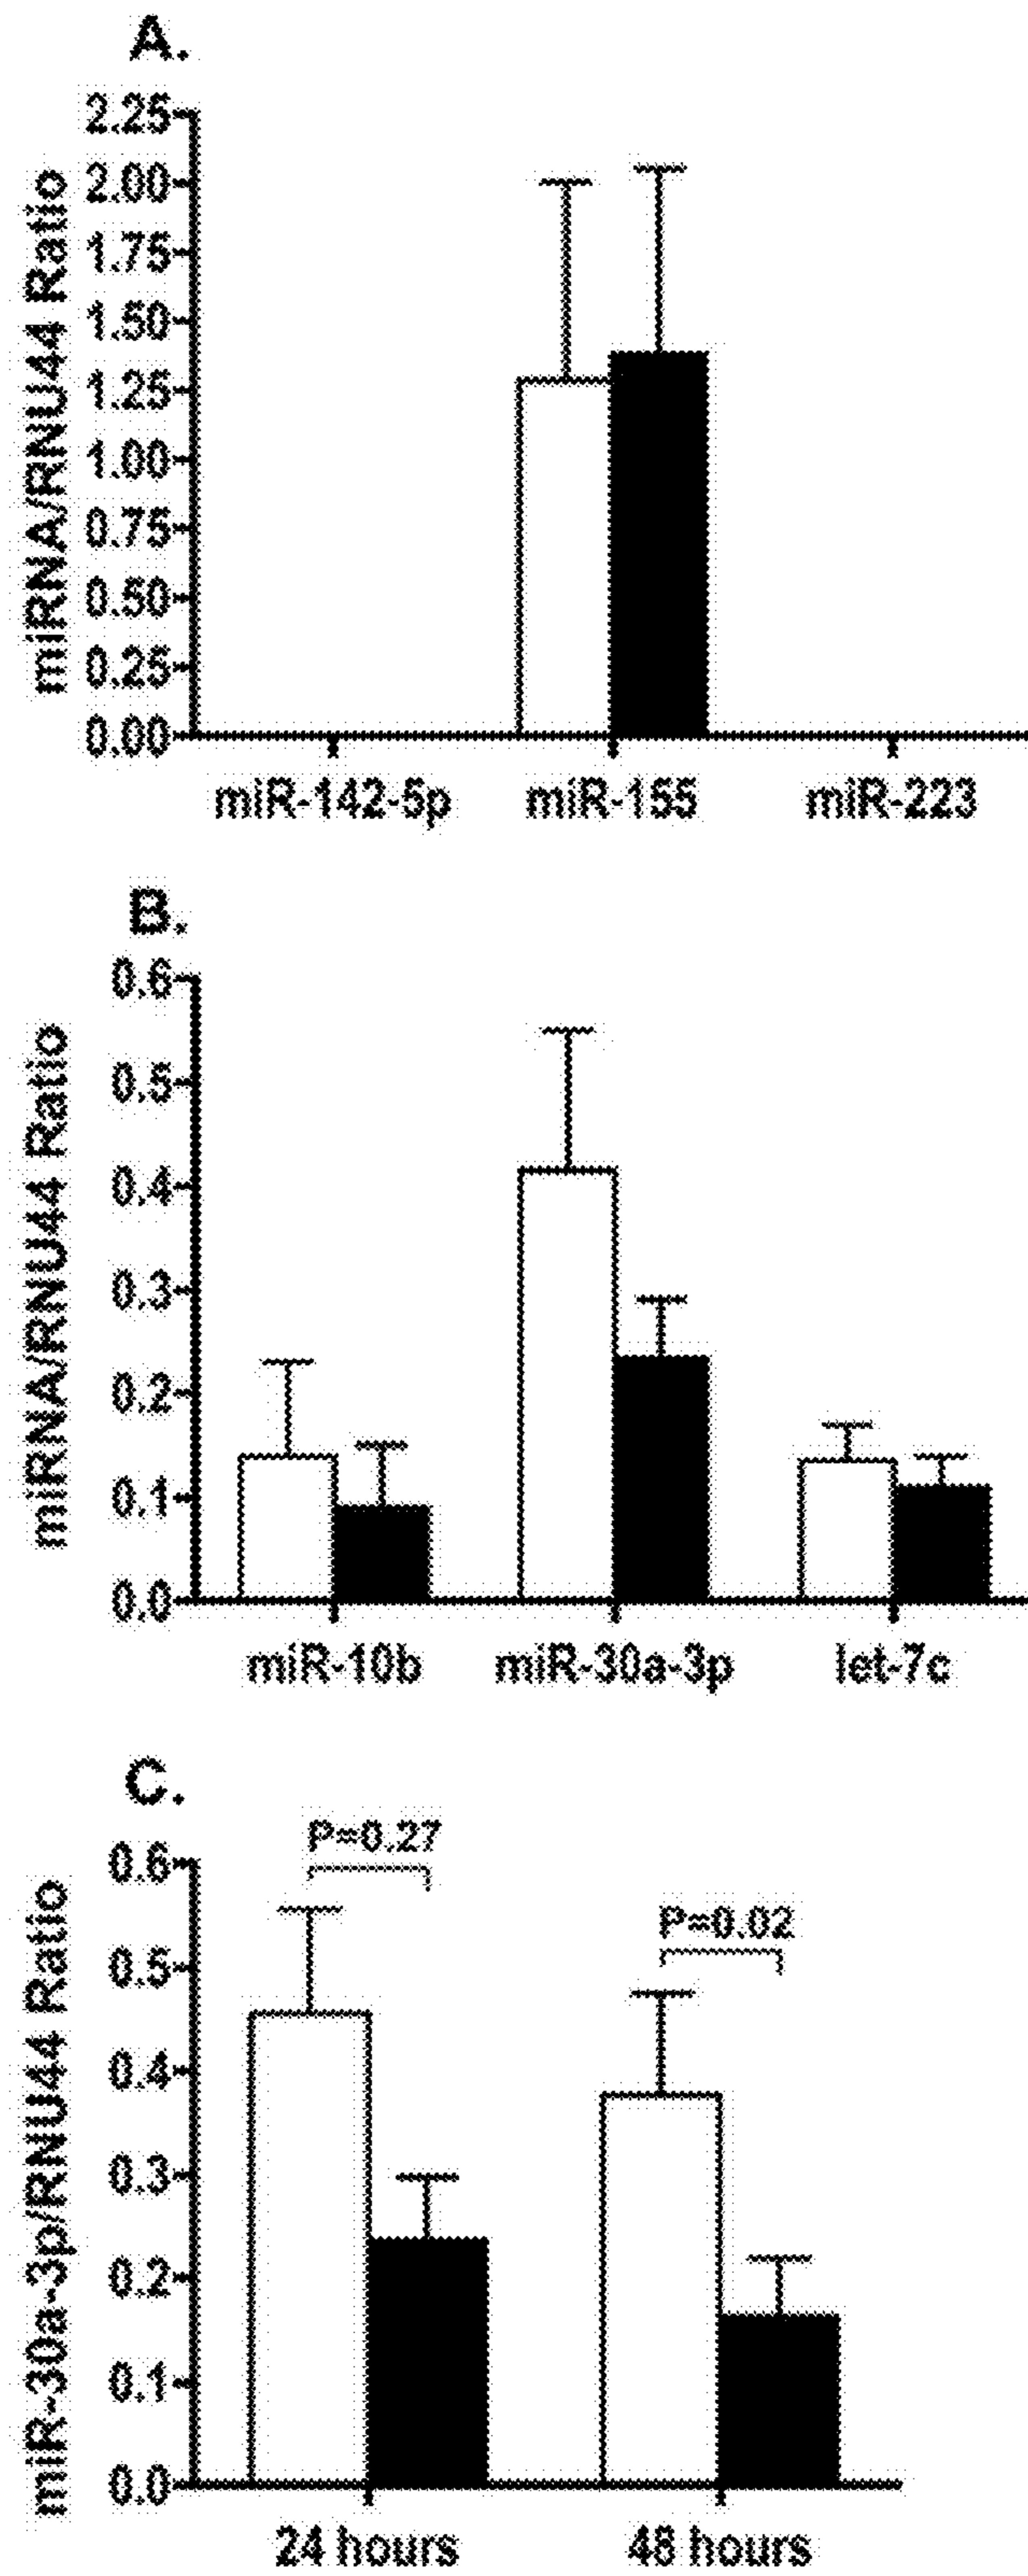 A.
miRNA/RNU44 Ratio
2.25
2.00
1.75
1.50
1.25
1.00
0.75
0.50
0.25
0.00
miR-142-5p miR-155 miR-223
B.
miRNA/RNU44 Ratio
0.6
0.5
0.4
0.3
0.2
0.1
0.0
miR-10b miR-30a-3p let-7c
C.
miR-30a-3p/RNU44 Ratio
P=0.27
P=0.02
0.6
0.5
0.4
0.3
0.2
0.1
0.0
24 hours 48 hours